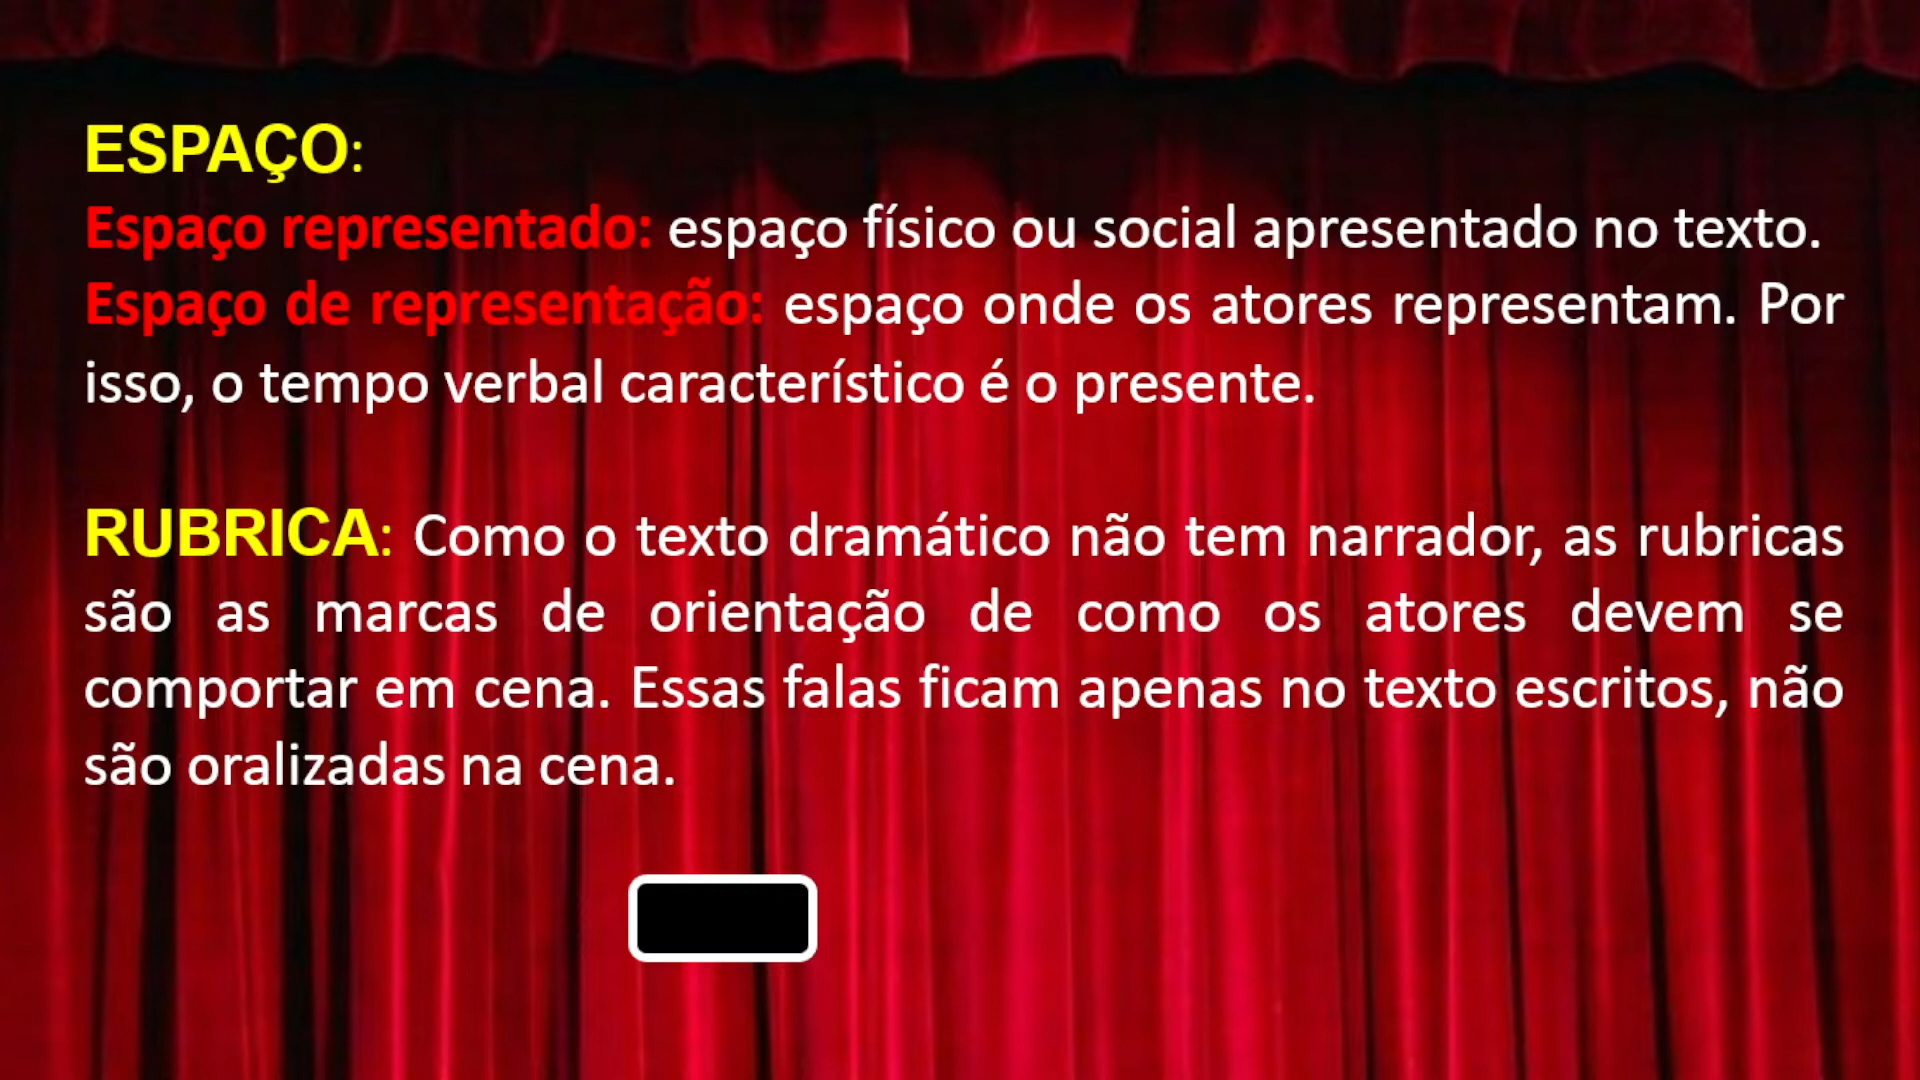 ESPAÇO:
Espaço representado: espaço físico ou social apresentado no texto.
Espaço de representação: espaço onde os atores representam. Por
isso, o tempo verbal característico é o presente.
RUBRICA: Como o texto dramático não tem narrador, as rubricas
são as marcas de orientação de como os atores devem se
comportar em cena. Essas falas ficam apenas no texto escritos, não
são oralizadas na cena.